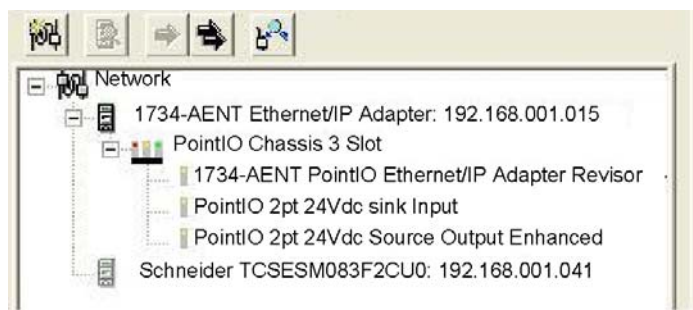 Network
1734-AENT Ethernet/IP Adapter: 192.168.001.015
PointIO Chassis 3 Slot
1734-AENT PointIO Ethernet/IP Adapter Revisor
PointIO 2pt 24Vdc sink Input
PointIO 2pt 24Vdc Source Output Enhanced
Schneider TCSESM083F2CU0: 192.168.001.041